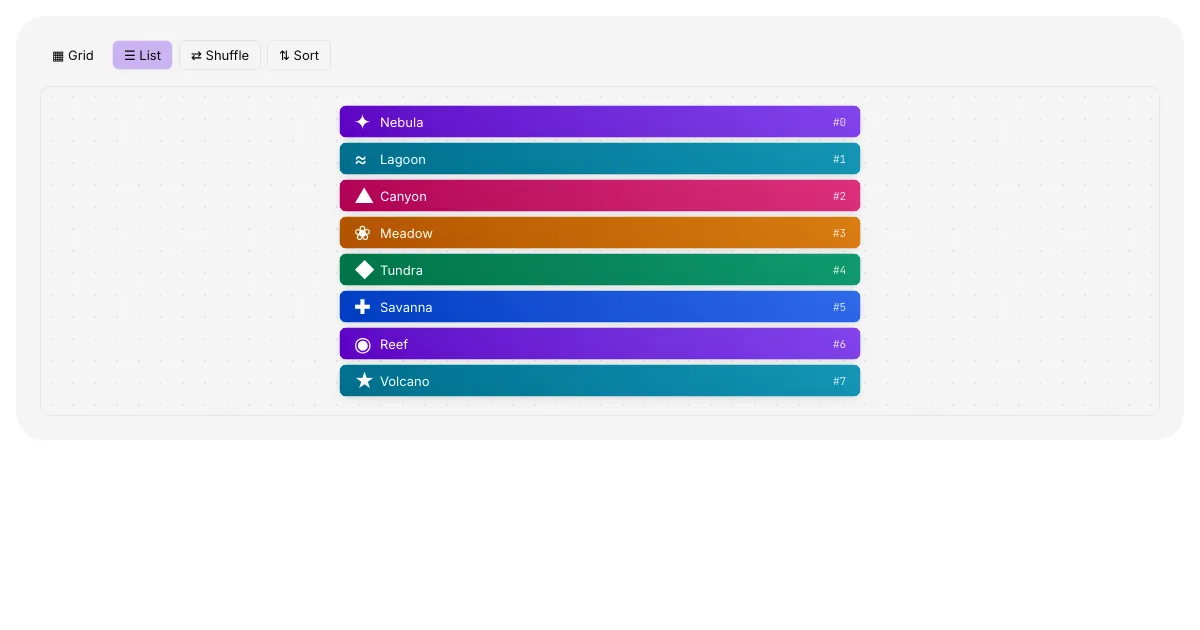 ▦ Grid ☰ List ⇄ Shuffle ⇅ Sort
✦ Nebula #0
≈ Lagoon #1
▲ Canyon #2
❀ Meadow #3
◆ Tundra #4
✚ Savanna #5
◉ Reef #6
★ Volcano #7